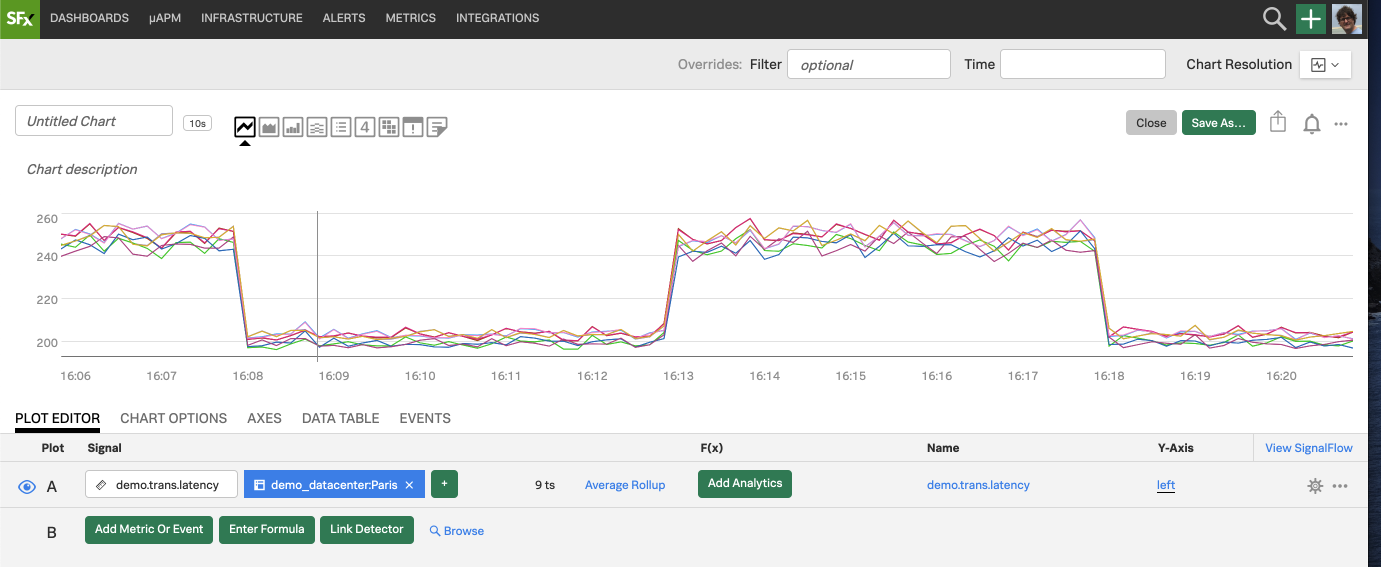 SFx DASHBOARDS µAPM INFRASTRUCTURE ALERTS METRICS INTEGRATIONS
Overrides: Filter optional Time Chart Resolution
Untitled Chart 10s 4 Close Save As...
Chart description
260
240
220
200
16:06 16:07 16:08 16:09 16:10 16:11 16:12 16:13 16:14 16:15 16:16 16:17 16:18 16:19 16:20
PLOT EDITOR CHART OPTIONS AXES DATA TABLE EVENTS
Plot Signal F(x) Name Y-Axis View SignalFlow
A demo.trans.latency demo_datacenter:Paris × + 9 ts Average Rollup Add Analytics demo.trans.latency left
B Add Metric Or Event Enter Formula Link Detector Browse